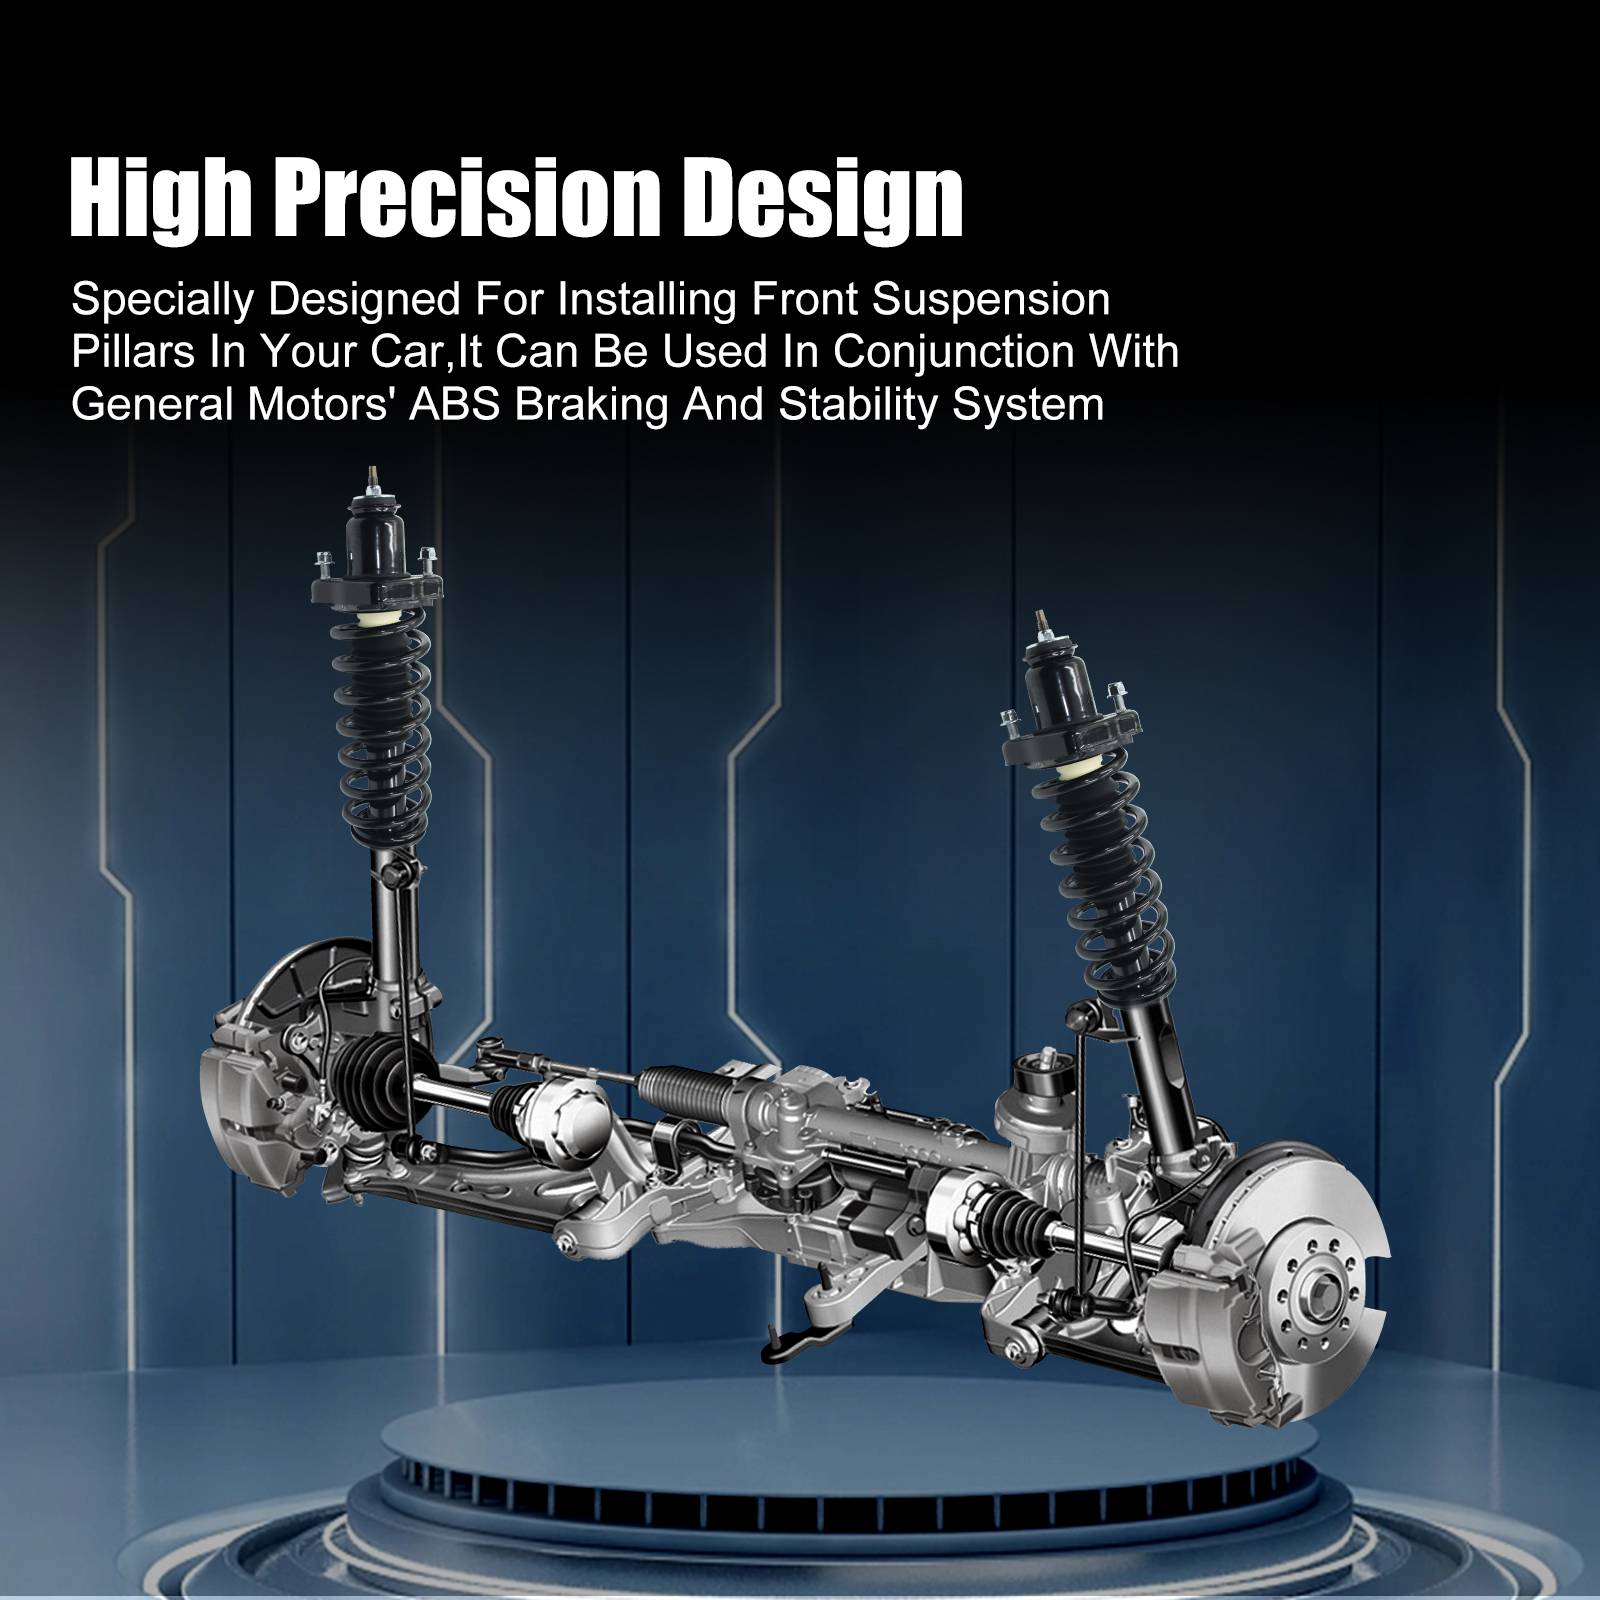 High Precision Design
Specially Designed For Installing Front Suspension
Pillars In Your Car,It Can Be Used In Conjunction With
General Motors' ABS Braking And Stability System